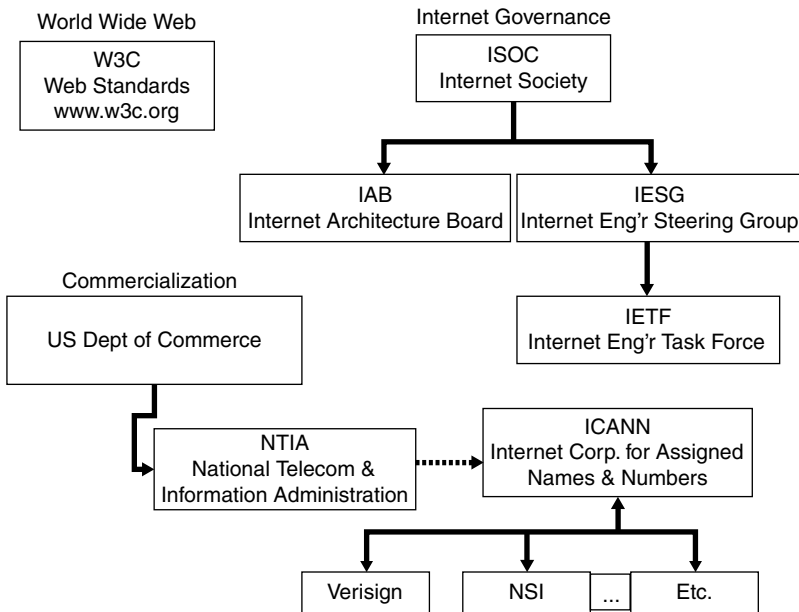 World Wide Web
W3C
Web Standards
www.w3c.org
Internet Governance
ISOC
Internet Society
IAB
Internet Architecture Board
IESG
Internet Eng'r Steering Group
IETF
Internet Eng'r Task Force
Commercialization
US Dept of Commerce
NTIA
National Telecom &
Information Administration
ICANN
Internet Corp. for Assigned
Names & Numbers
Verisign
NSI
...
Etc.